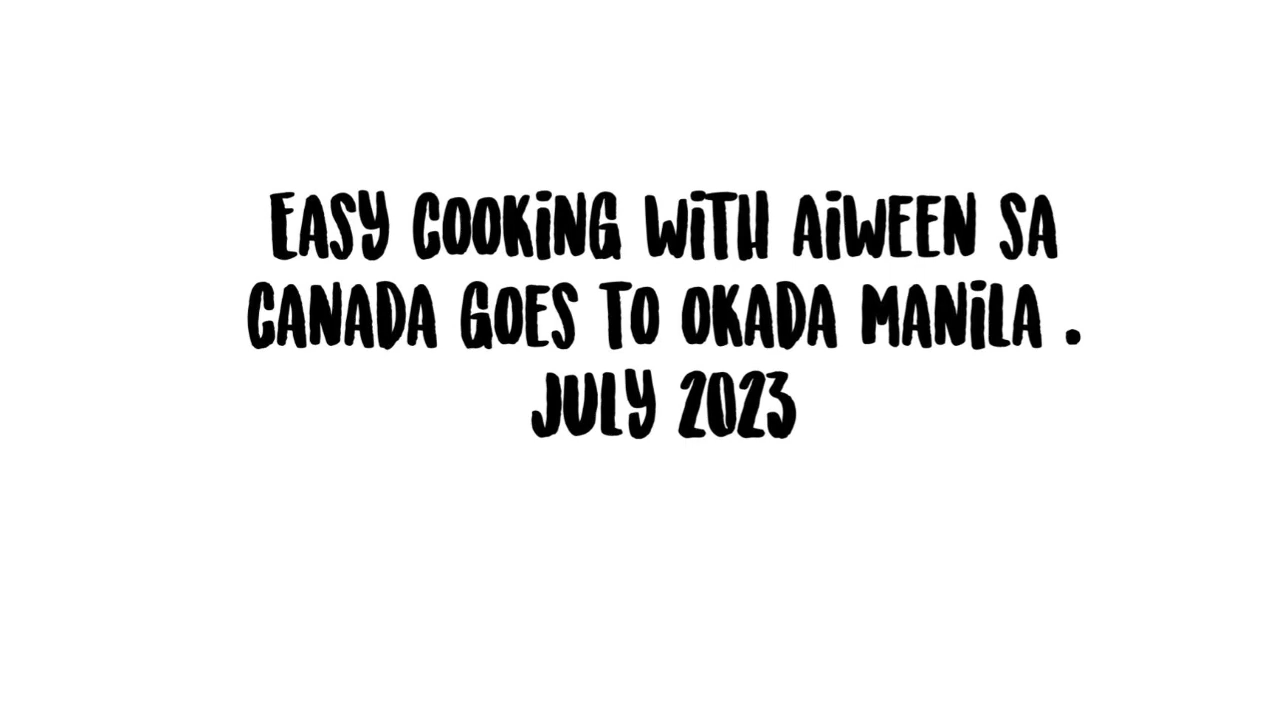 EASY COOKiNG WiTH AiWEEN SA
CANADA GOES TO OKADA MANiLA .
JULY 2023